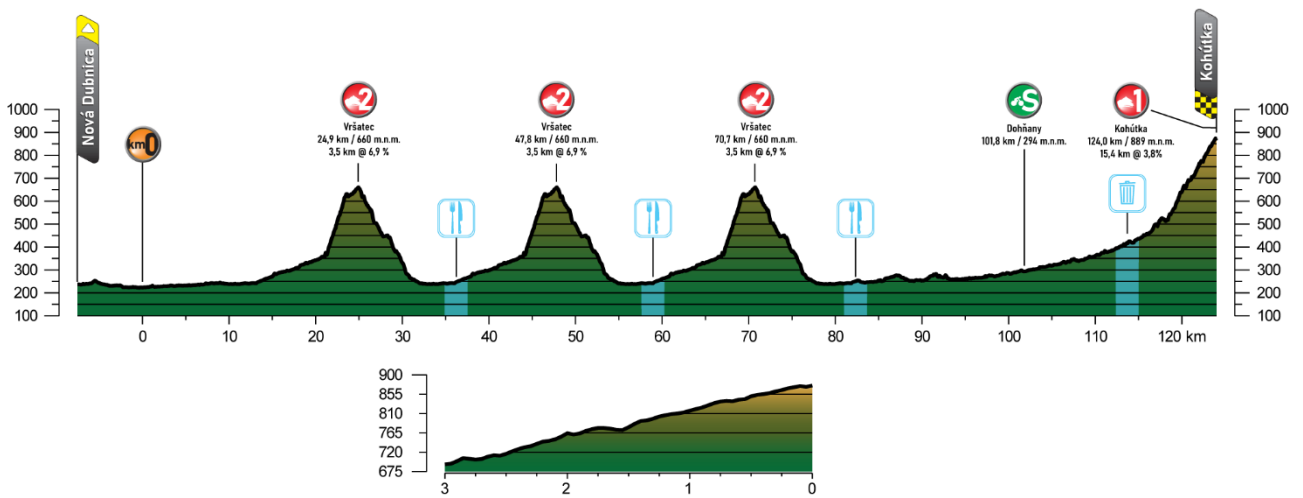 Nová Dubnica
km0
2
Vršatec
24,9 km / 660 m.n.m.
3,5 km @ 6,9 %
2
Vršatec
47,8 km / 660 m.n.m.
3,5 km @ 6,9 %
2
Vršatec
70,7 km / 660 m.n.m.
3,5 km @ 6,9 %
S
Dohňany
101,8 km / 294 m.n.m.
1
Kohútka
124,0 km / 889 m.n.m.
15,4 km @ 3,8%
Kohútka
1000
900
800
700
600
500
400
300
200
100
1000
900
800
700
600
500
400
300
200
100
0 10 20 30 40 50 60 70 80 90 100 110 120 km
900
855
810
765
720
675
3 2 1 0